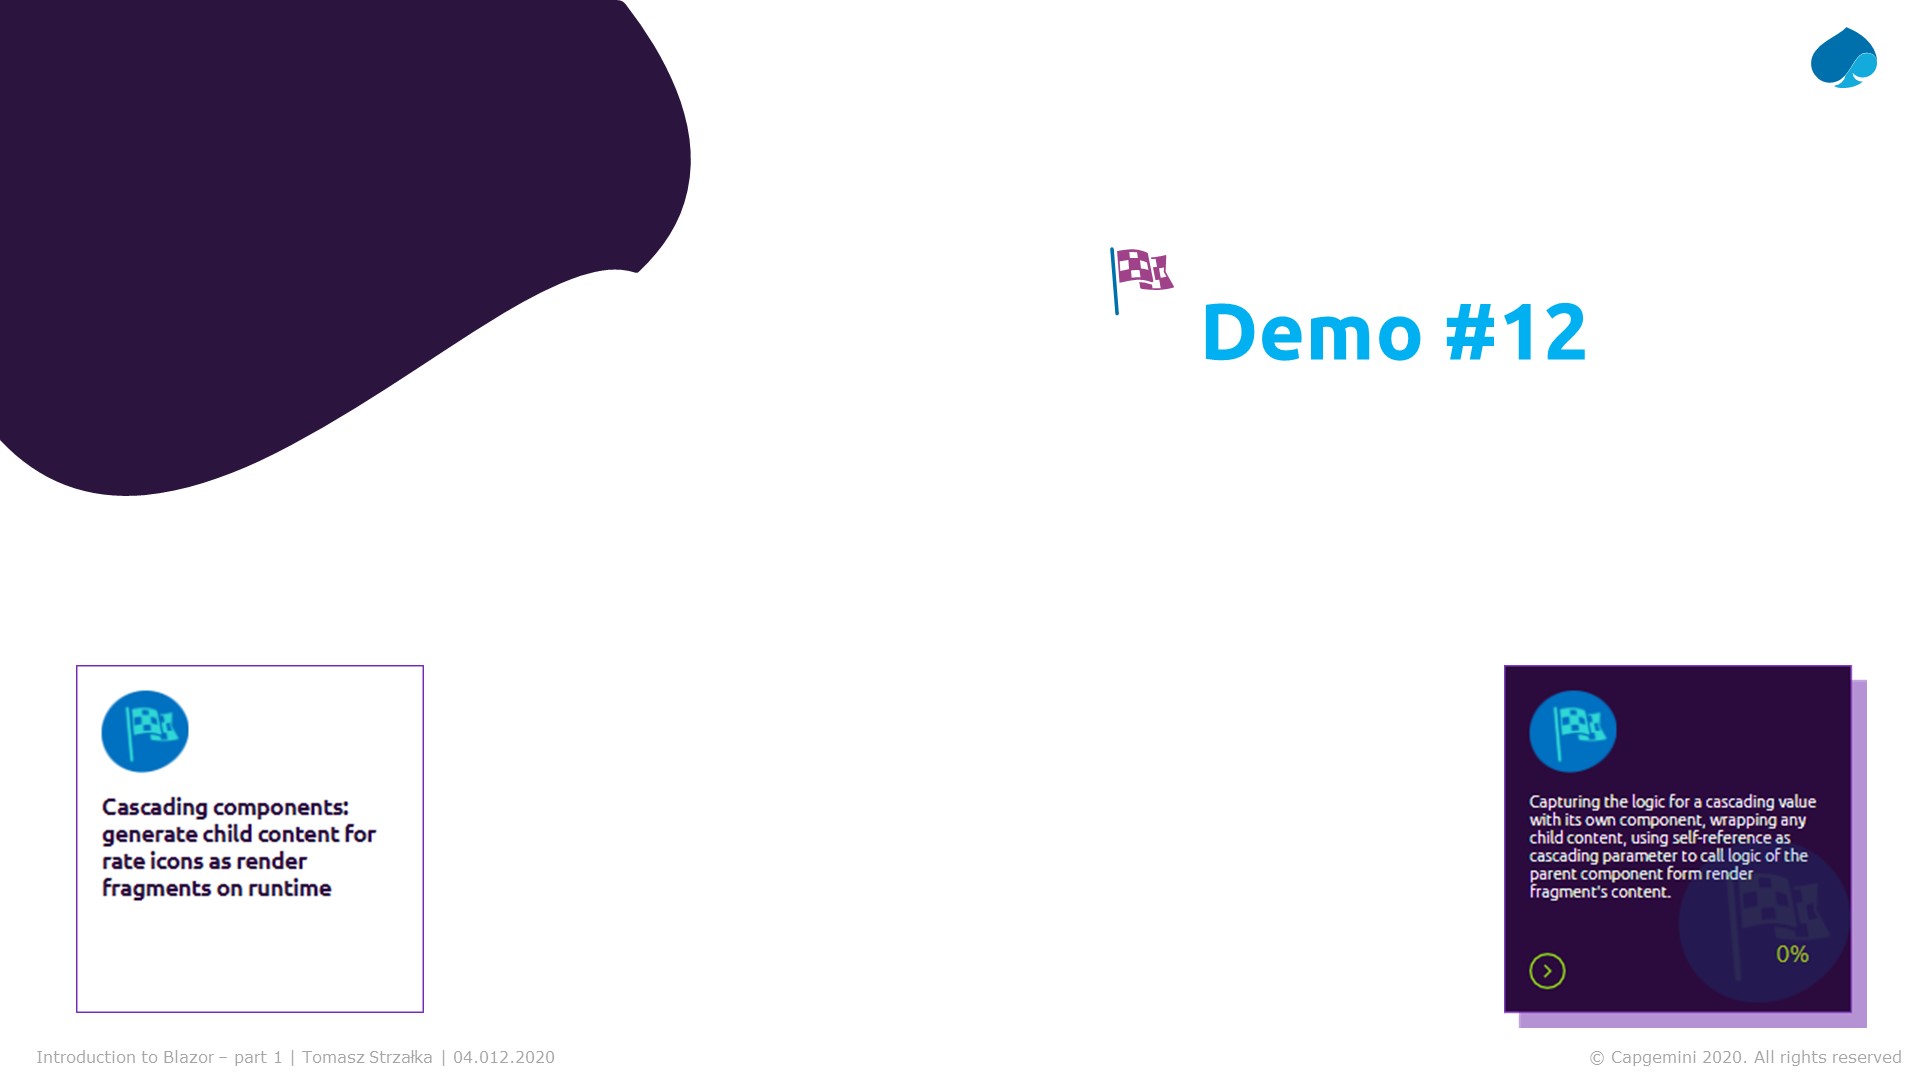 Demo #12
Cascading components:
generate child content for
rate icons as render
fragments on runtime
Capturing the logic for a cascading value
with its own component, wrapping any
child content, using self-reference as
cascading parameter to call logic of the
parent component form render
fragment's content.
0%
Introduction to Blazor – part 1 | Tomasz Strzałka | 04.012.2020
© Capgemini 2020. All rights reserved